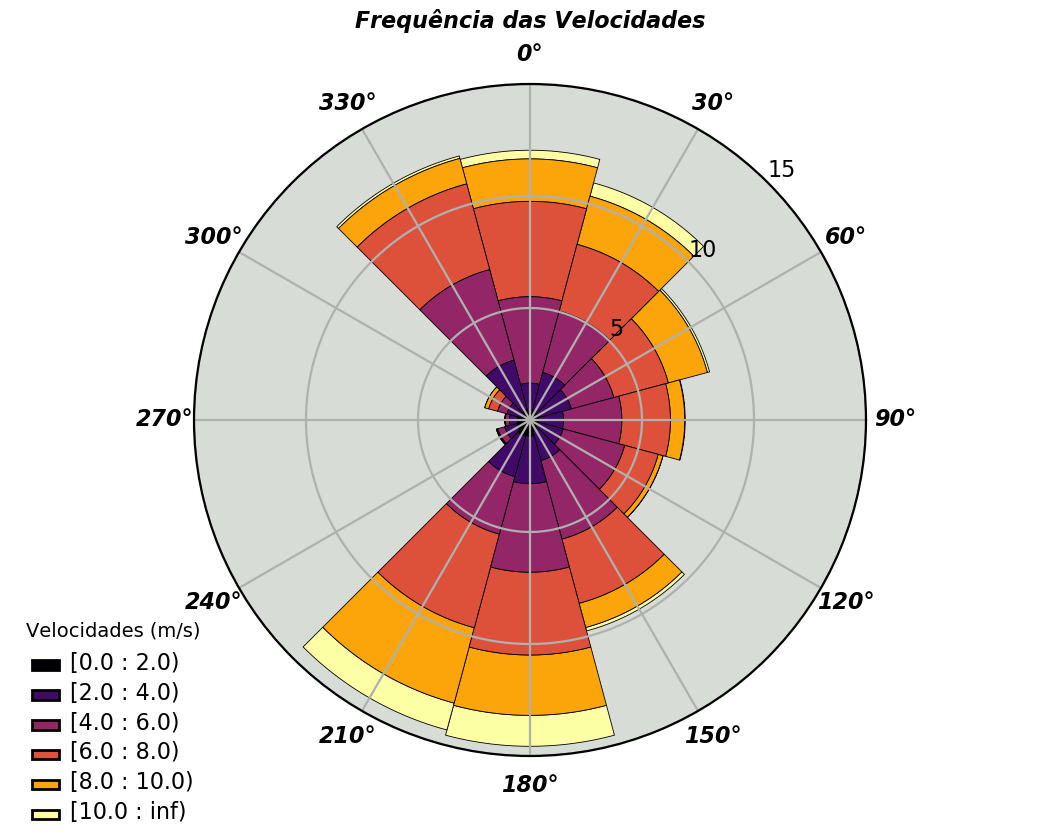 Frequência das Velocidades
0°
330°
30°
15
300°
60°
10
5
270°
90°
240°
120°
210°
150°
180°
Velocidades (m/s)
[0.0 : 2.0)
[2.0 : 4.0)
[4.0 : 6.0)
[6.0 : 8.0)
[8.0 : 10.0)
[10.0 : inf)